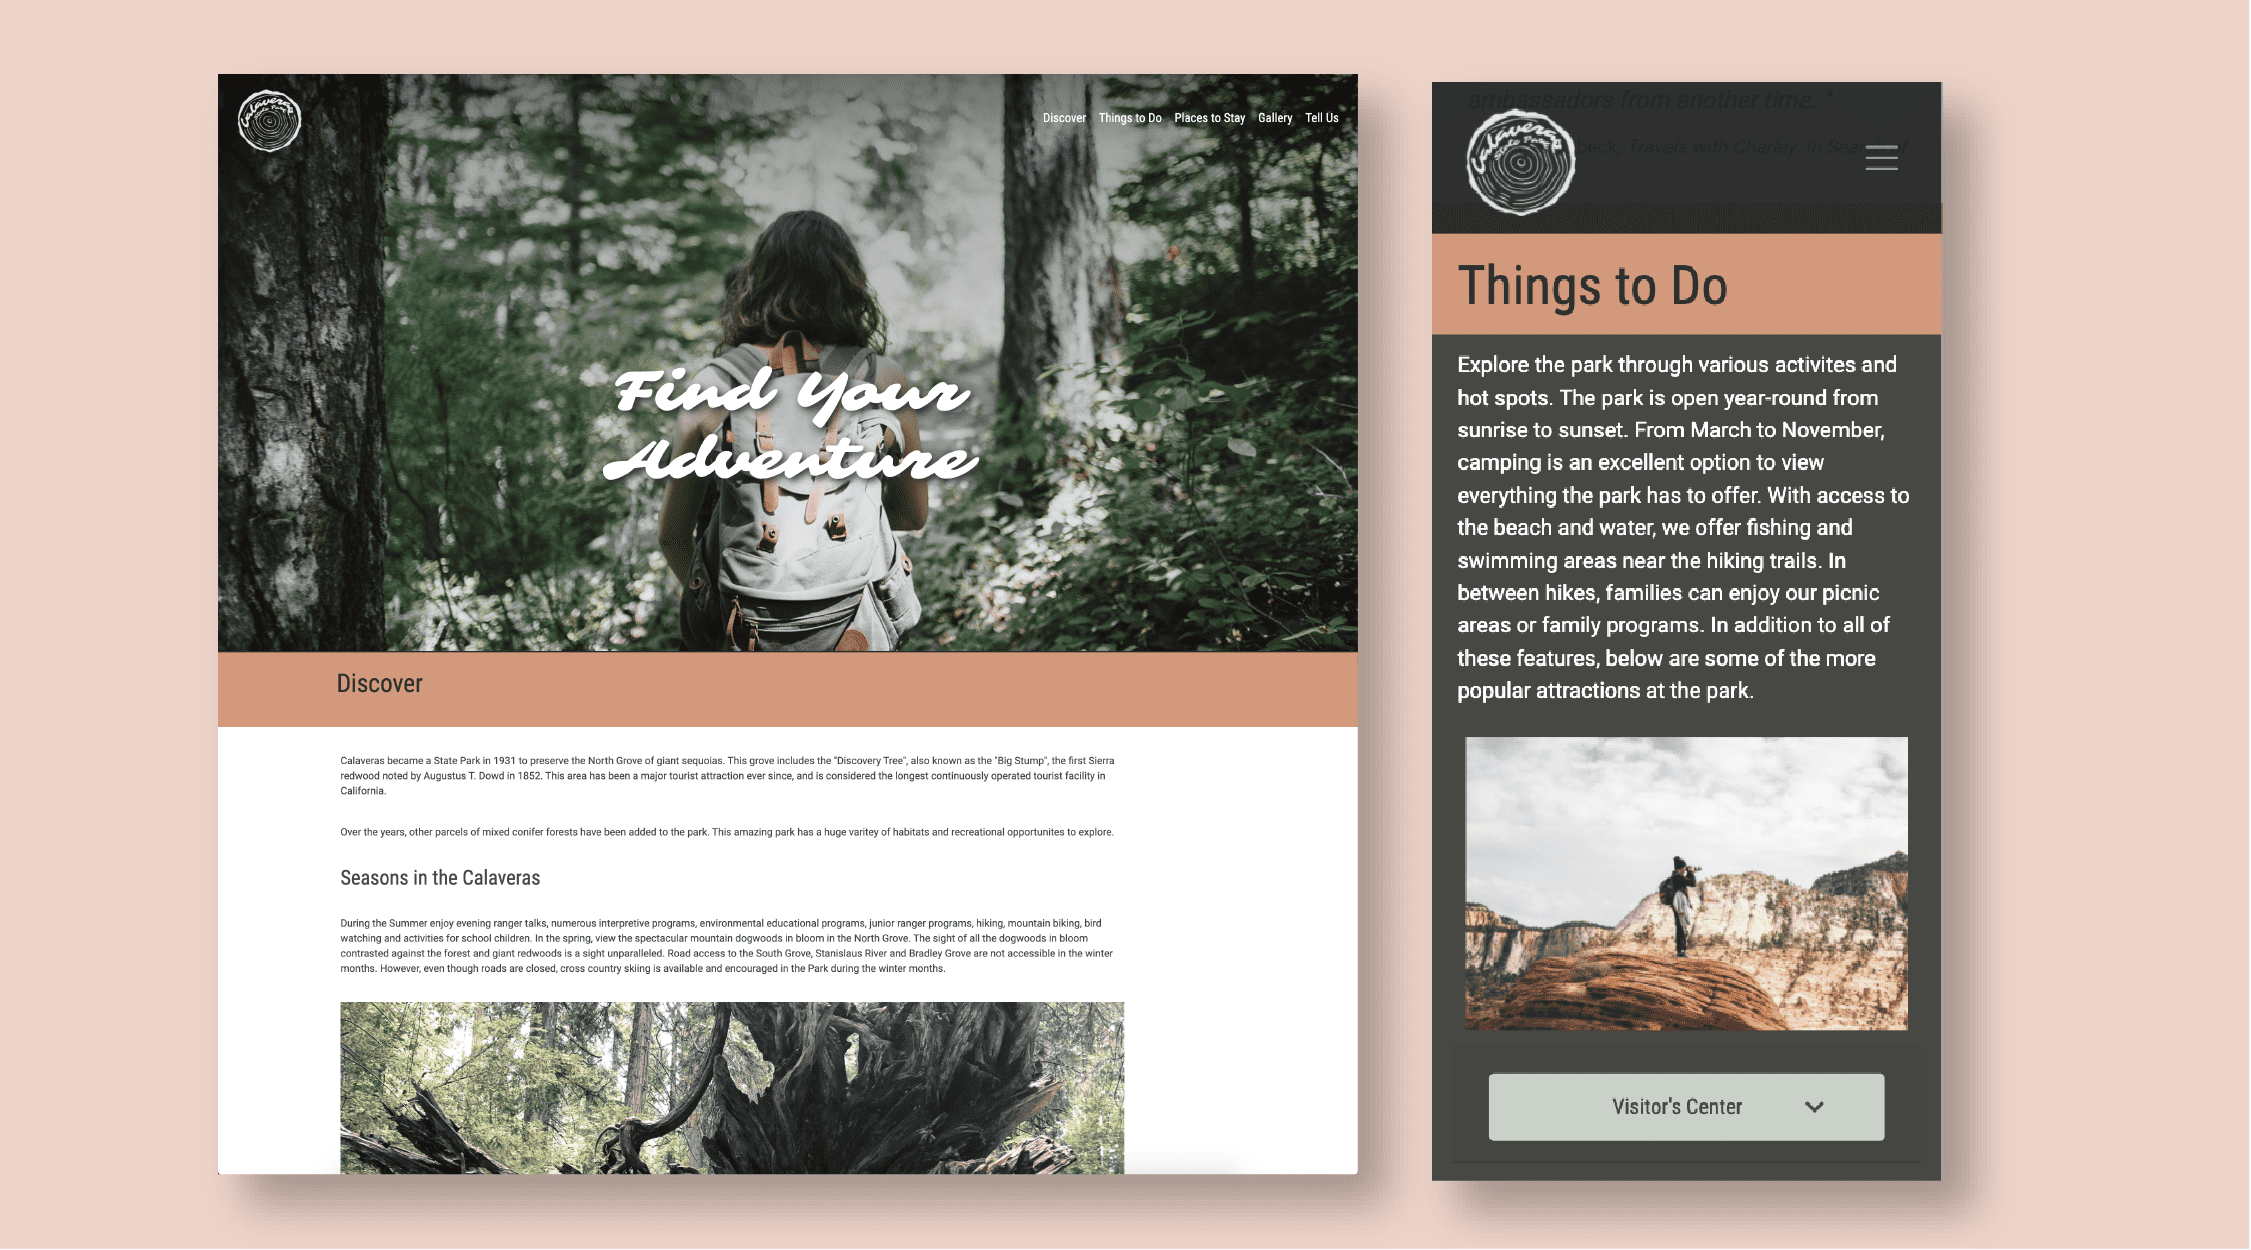 Calaveras
State Park
Discover Things to Do Places to Stay Gallery Tell Us
Find Your
Adventure
Discover
Calaveras became a State Park in 1931 to preserve the North Grove of giant sequoias. This grove includes the "Discovery Tree", also known as the "Big Stump", the first Sierra
redwood noted by Augustus T. Dowd in 1852. This area has been a major tourist attraction ever since, and is considered the longest continuously operated tourist facility in
California.
Over the years, other parcels of mixed conifer forests have been added to the park. This amazing park has a huge varitey of habitats and recreational opportunites to explore.
Seasons in the Calaveras
During the Summer enjoy evening ranger talks, numerous interpretive programs, environmental educational programs, junior ranger programs, hiking, mountain biking, bird
watching and activities for school children. In the spring, view the spectacular mountain dogwoods in bloom in the North Grove. The sight of all the dogwoods in bloom
contrasted against the forest and giant redwoods is a sight unparalleled. Road access to the South Grove, Stanislaus River and Bradley Grove are not accessible in the winter
months. However, even though roads are closed, cross country skiing is available and encouraged in the Park during the winter months.
ambassadors from another time. "
Calaveras
State Park
beck, Travels with Charley: In Search of
Things to Do
Explore the park through various activites and
hot spots. The park is open year-round from
sunrise to sunset. From March to November,
camping is an excellent option to view
everything the park has to offer. With access to
the beach and water, we offer fishing and
swimming areas near the hiking trails. In
between hikes, families can enjoy our picnic
areas or family programs. In addition to all of
these features, below are some of the more
popular attractions at the park.
Visitor's Center